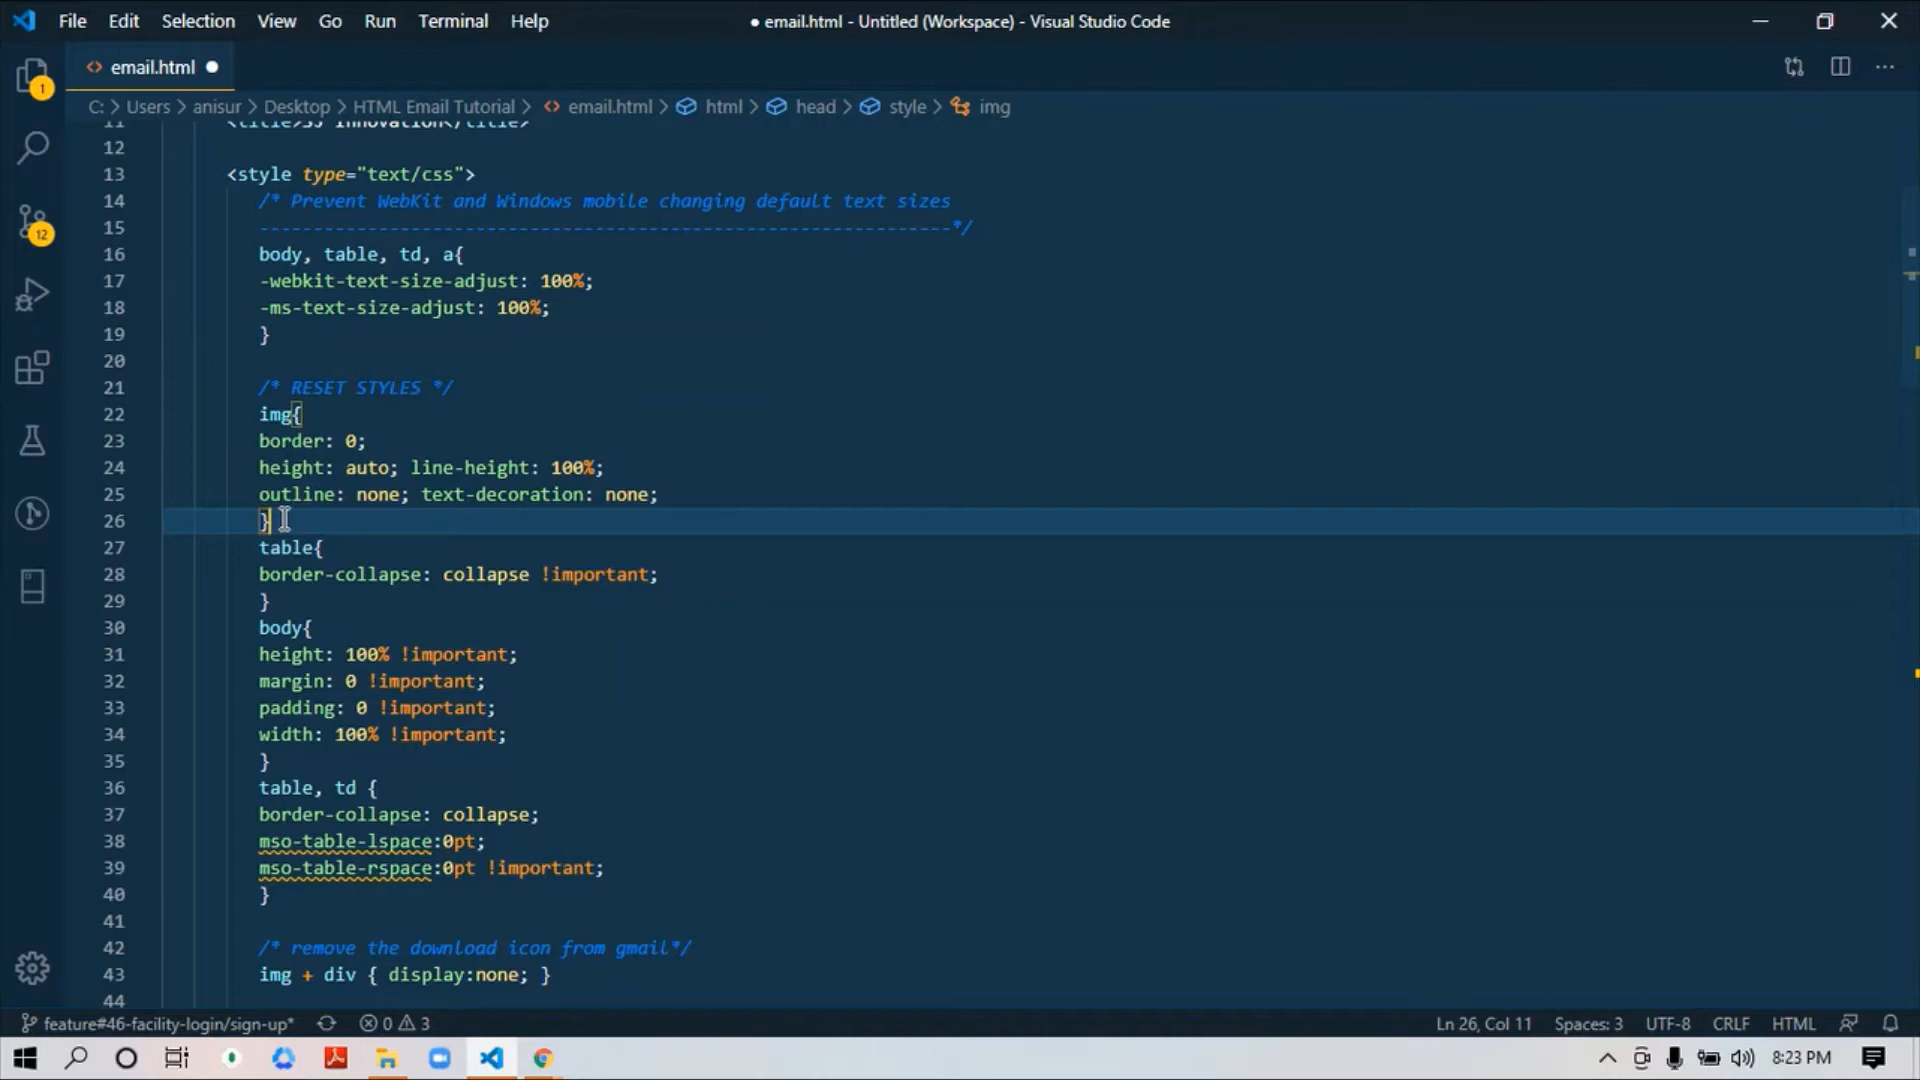 File Edit Selection View Go Run Terminal Help ● email.html - Untitled (Workspace) - Visual Studio Code
1
<> email.html ●
C: > Users > anisur > Desktop > HTML Email Tutorial > <> email.html > html > head > style > img
11 <title>SJ Innovation</title>
12
13 <style type="text/css">
14 /* Prevent WebKit and Windows mobile changing default text sizes
15 ----------------------------------------------------------------*/
16 body, table, td, a{
17 -webkit-text-size-adjust: 100%;
12
18 -ms-text-size-adjust: 100%;
19 }
20
21 /* RESET STYLES */
22 img{
23 border: 0;
24 height: auto; line-height: 100%;
25 outline: none; text-decoration: none;
26 }
27 table{
28 border-collapse: collapse !important;
29 }
30 body{
31 height: 100% !important;
32 margin: 0 !important;
33 padding: 0 !important;
34 width: 100% !important;
35 }
36 table, td {
37 border-collapse: collapse;
38 mso-table-lspace:0pt;
39 mso-table-rspace:0pt !important;
40 }
41
42 /* remove the download icon from gmail*/
43 img + div { display:none; }
44
feature#46-facility-login/sign-up* 0 3 Ln 26, Col 11 Spaces: 3 UTF-8 CRLF HTML
8:23 PM